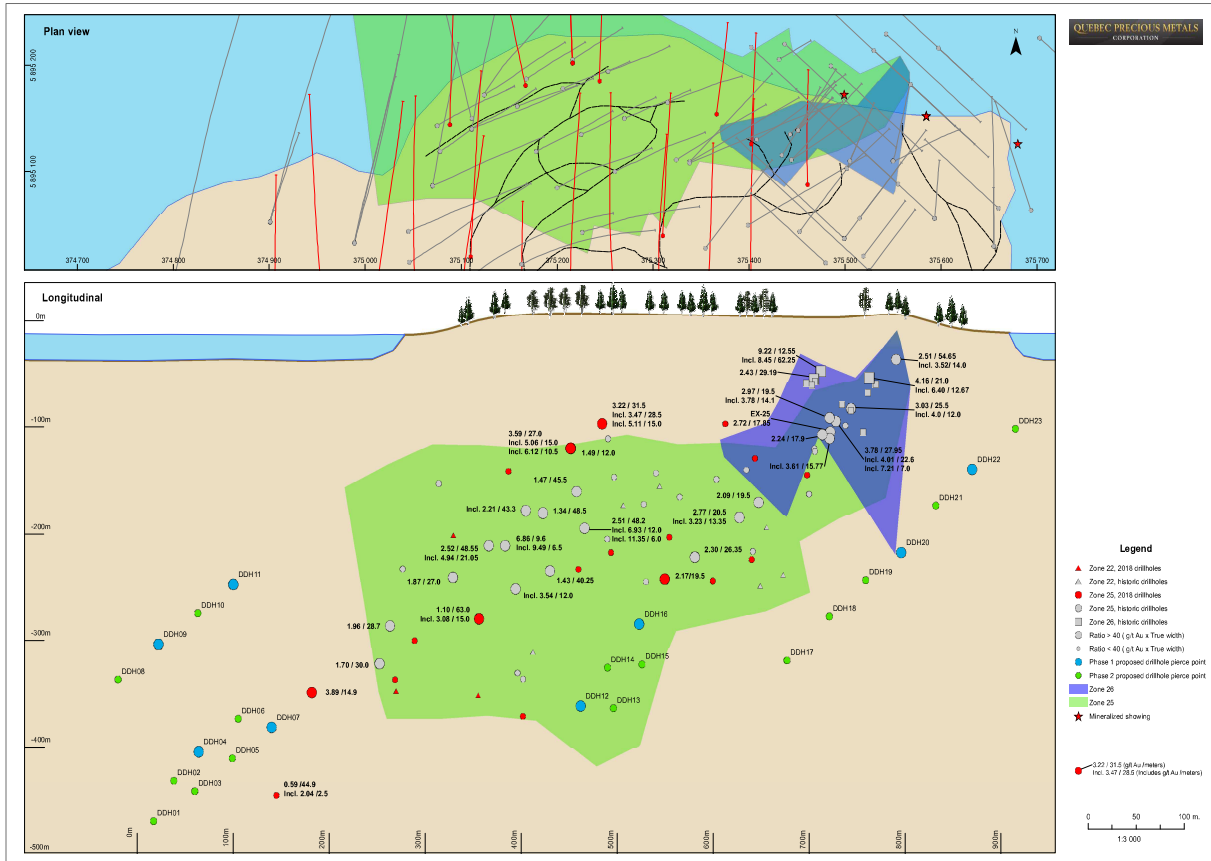 Plan view
QUEBEC PRECIOUS METALS
CORPORATION
N
5 895 200
5 895 100
374 700
374 800
375 000
375 100
375 200
375 300
375 400
375 500
375 600
375 700
Longitudinal
0m
-100m
-200m
-300m
-400m
-500m
9.22 / 12.55
Incl. 8.45 / 62.25
2.43 / 29.19
2.51 / 54.65
Incl. 3.52/ 14.0
4.16 / 21.0
Incl. 6.40 / 12.67
2.97 / 19.5
Incl. 3.78 / 14.1
3.03 / 25.5
Incl. 4.0 / 12.0
EX-25
2.72 / 17.85
2.24 / 17.9
3.78 / 27.95
Incl. 4.01 / 22.6
Incl. 7.21 / 7.0
Incl. 3.61 / 15.77
3.22 / 31.5
Incl. 3.47 / 28.5
Incl. 5.11 / 15.0
3.59 / 27.0
Incl. 5.06 / 15.0
Incl. 6.12 / 10.5
1.49 / 12.0
1.47 / 45.5
Incl. 2.21 / 43.3
1.34 / 48.5
2.09 / 19.5
2.77 / 20.5
Incl. 3.23 / 13.35
2.51 / 48.2
Incl. 6.93 / 12.0
Incl. 11.35 / 6.0
6.86 / 9.6
Incl. 9.49 / 6.5
2.52 / 48.55
Incl. 4.94 / 21.05
2.30 / 26.35
1.87 / 27.0
1.43 / 40.25
2.17/19.5
Incl. 3.54 / 12.0
1.10 / 63.0
Incl. 3.08 / 15.0
1.96 / 28.7
1.70 / 30.0
3.89 /14.9
0.59 /44.9
Incl. 2.04 / 2.5
DDH23
DDH22
DDH21
DDH20
DDH19
DDH18
DDH17
DDH16
DDH15
DDH14
DDH13
DDH12
DDH11
DDH10
DDH09
DDH08
DDH07
DDH06
DDH05
DDH04
DDH03
DDH02
DDH01
0m
100m
200m
300m
400m
500m
600m
700m
800m
900m
Legend
Zone 22, 2018 drillholes
Zone 22, historic drillholes
Zone 25, 2018 drillholes
Zone 25, historic drillholes
Zone 26, historic drillholes
Ratio > 40 ( g/t Au x True width)
Ratio < 40 ( g/t Au x True width)
Phase 1 proposed drillhole pierce point
Phase 2 proposed drillhole pierce point
Zone 26
Zone 25
Mineralized showing
3.22 / 31.5 (g/t Au /meters)
Incl. 3.47 / 28.5 (Includes g/t Au /meters)
0
50
100 m.
1:3 000